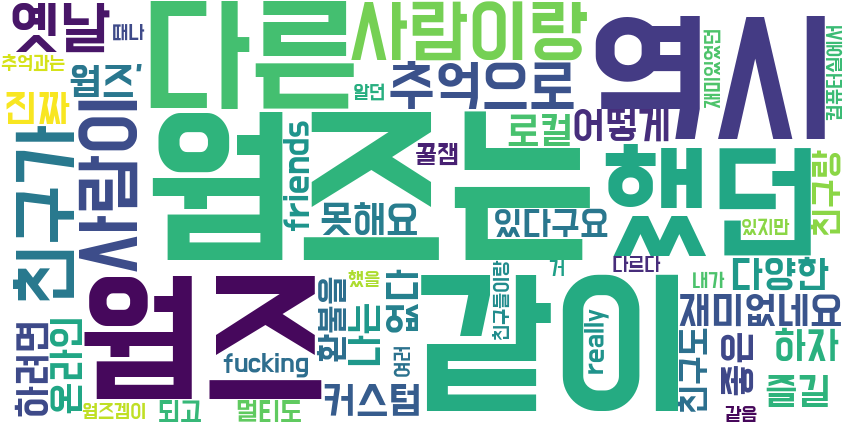 옛날
때나
다른
사람이랑
역시
컴퓨터실에서
재미있었던
추억과는
웜즈'
알던
추억으로
진짜
로컬
어떻게
꿀잼
웜즈는
했던
친구가
사람이
friends
못해요
있다구요
있지만
친구랑
거
다르다
웜즈
같이
친구들이랑
했을
내가
다양한
환불을
나는
없다
여러
재미없네요
really
하려면
온라인
fucking
친구도
좋은
하자
즐길
커스텀
웜즈겜이
되고
멀티도
같음